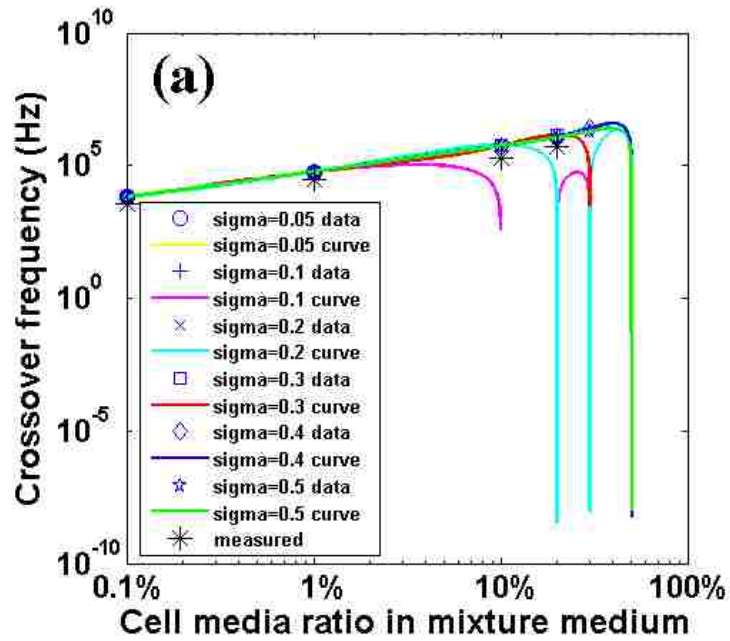 (a)
Crossover frequency (Hz)
10^10
10^5
10^0
10^-5
10^-10
sigma=0.05 data
sigma=0.05 curve
sigma=0.1 data
sigma=0.1 curve
sigma=0.2 data
sigma=0.2 curve
sigma=0.3 data
sigma=0.3 curve
sigma=0.4 data
sigma=0.4 curve
sigma=0.5 data
sigma=0.5 curve
measured
0.1% 1% 10% 100%
Cell media ratio in mixture medium